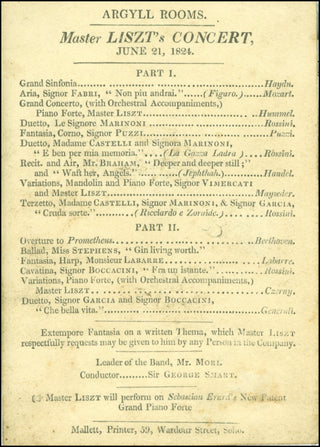 ARGYLL ROOMS.
Master LISZT's CONCERT,
JUNE 21, 1824.
PART I.
Grand Sinfonia......Haydn.
Aria, Signor FABRI, "Non piu andrai."......(Figaro.)......Mozart.
Grand Concerto, (with Orchestral Accompaniments,)
Piano Forte, Master LISZT......Hummel.
Duetto, Le Signore MARINONI......Rossini.
Fantasia, Corno, Signor PUZZI......Puzzi.
Duetto, Madame CASTELLI and Signora MARINONI,
"E ben per mia memoria."....(La Gazza Ladra)....Rossini.
Recit. and Air, Mr. BRAHAM, "Deeper and deeper still;"
and "Waft her, Angels."......(Jephthah.)......Handel.
Variations, Mandolin and Piano Forte, Signor VIMERCATI
and Master LISZT......Mayseder.
Terzetto, Madame CASTELLI, Signor MARINONI, & Signor GARCIA,
"Cruda sorte."......(Ricciardo e Zoraide.)..Rossini.
PART II.
Overture to Prometheus......Beethoven.
Ballad, Miss STEPHENS, "Gin living worth."
Fantasia, Harp, Monsieur LABARRE......Labarre.
Cavatina, Signor BOCCACINI, "Fra un istante."......Rossini.
Variations, Piano Forte, (with Orchestral Accompaniments,)
Master LISZT......Czerny.
Duetto, Signor GARCIA and Signor BOCCACINI,
"Che bella vita."......Generali.
Extempore Fantasia on a written Thema, which Master LISZT
respectfully requests may be given to him by any Person in the Company.
Leader of the Band, Mr. MORI.
Conductor........Sir GEORGE SMART.
Master LISZT will perform on Sebastian Erard's New Patent
Grand Piano Forte
Mallett, Printer, 59, Wardour Street, Soho.